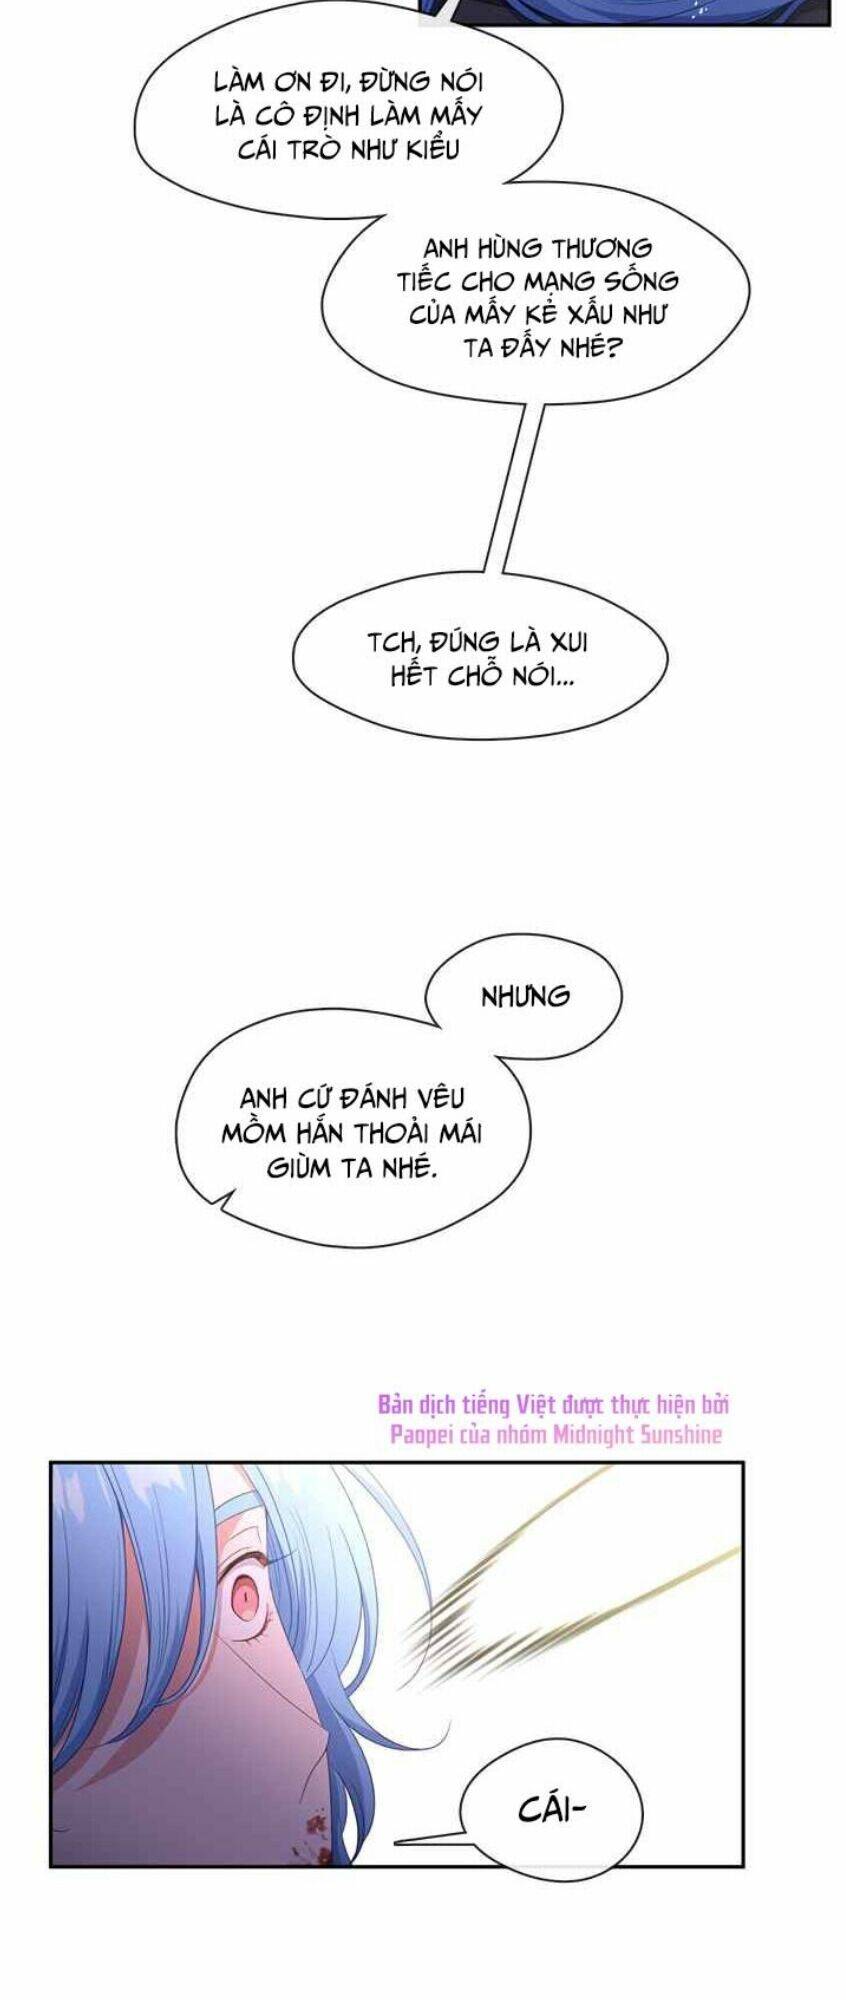 LÀM ƠN ĐI, ĐỪNG NÓI
LÀ CÔ ĐỊNH LÀM MẤY
CÁI TRÒ NHƯ KIỂU
ANH HÙNG THƯƠNG
TIẾC CHO MẠNG SỐNG
CỦA MẤY KẺ XẤU NHƯ
TA ĐẤY NHÉ?
TCH, ĐÚNG LÀ XUI
HẾT CHỖ NÓI...
NHƯNG
ANH CỨ ĐÁNH VÊU
MỒM HẮN THOẢI MÁI
GIÙM TA NHÉ.
Bản dịch tiếng Việt được thực hiện bởi
Paopei của nhóm Midnight Sunshine
CÁI~